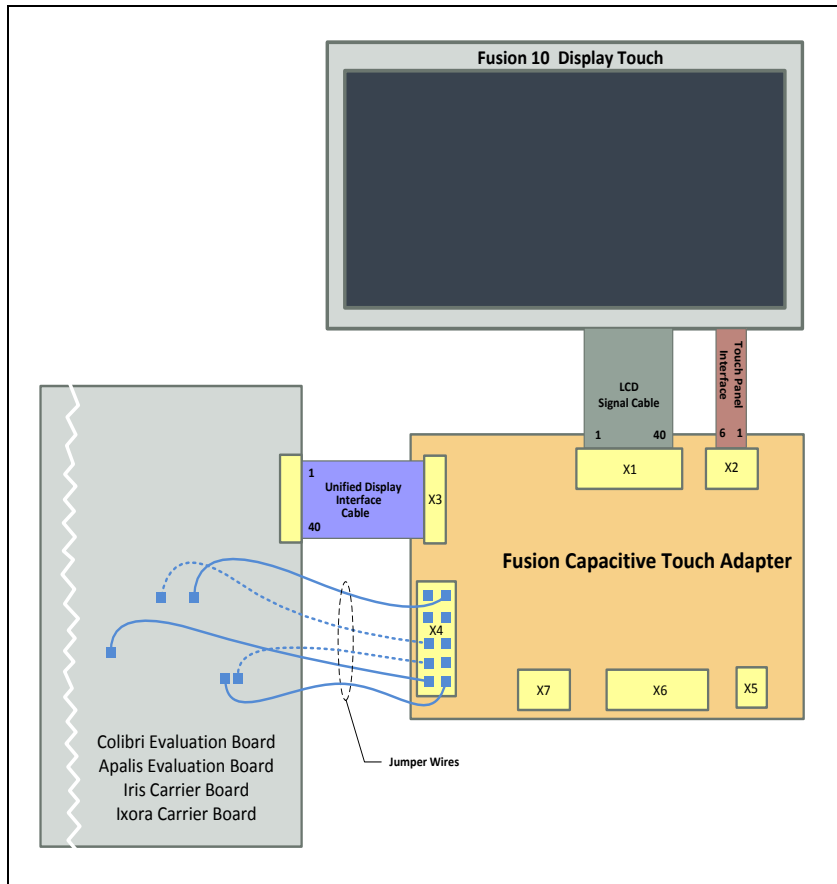 Fusion 10 Display Touch
LCD
Signal Cable
1 40
Touch Panel
Interface
6 1
X1
X2
1
Unified Display
Interface
Cable
40
X3
Fusion Capacitive Touch Adapter
X4
X7
X6
X5
Jumper Wires
Colibri Evaluation Board
Apalis Evaluation Board
Iris Carrier Board
Ixora Carrier Board